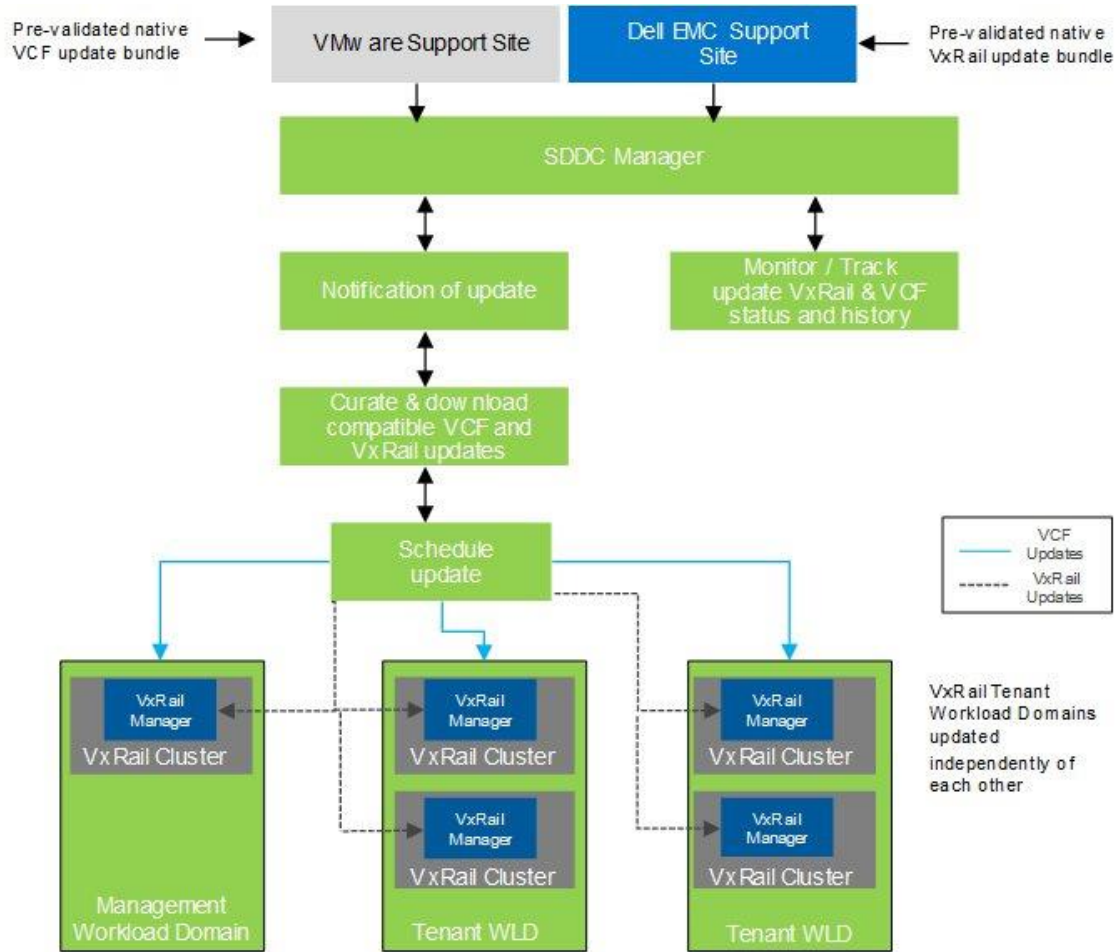 Pre-validated native
VCF update bundle
VMware Support Site
Dell EMC Support
Site
Pre-validated native
VxRail update bundle
SDDC Manager
Notification of update
Monitor / Track
update VxRail & VCF
status and history
Curate & download
compatible VCF and
VxRail updates
Schedule
update
VCF
Updates
VxRail
Updates
VxRail
Manager
VxRail Cluster
Management
Workload Domain
VxRail
Manager
VxRail Cluster
VxRail
Manager
VxRail Cluster
Tenant WLD
VxRail
Manager
VxRail Cluster
VxRail
Manager
VxRail Cluster
Tenant WLD
VxRail Tenant
Workload Domains
updated
independently of
each other